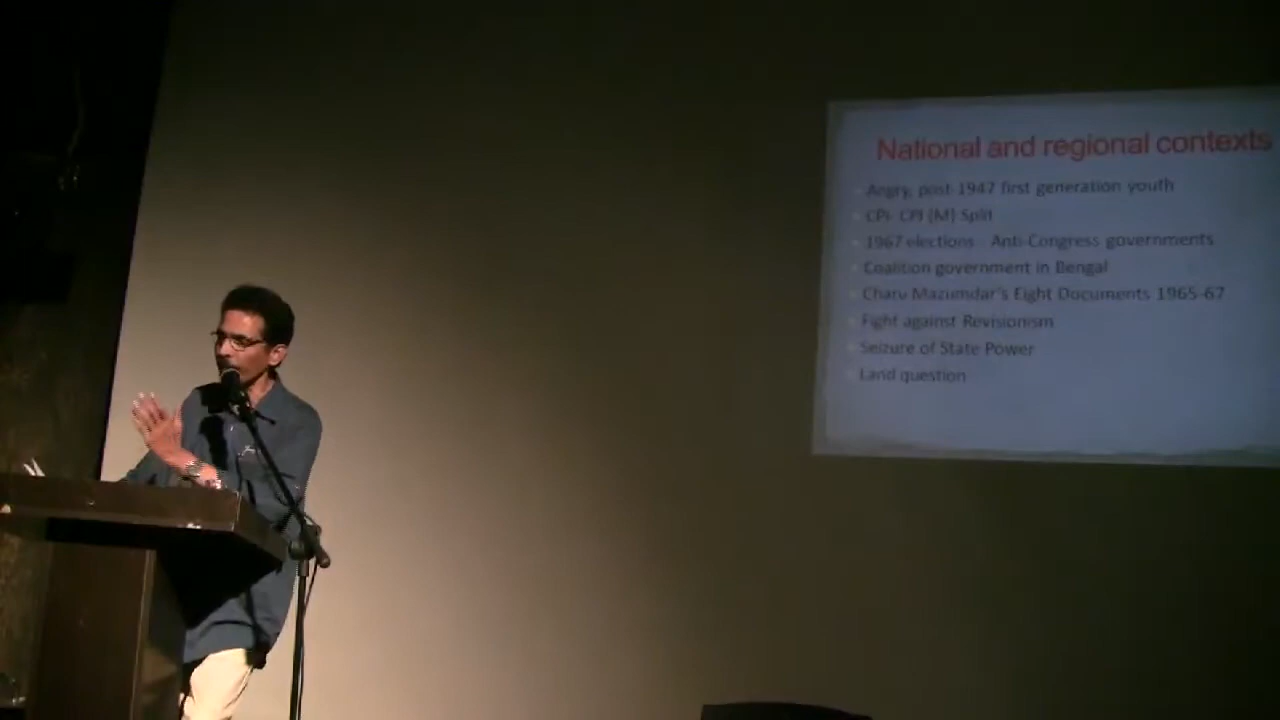 National and regional contexts
Angry, post 1947 first generation youth
CPI- CPI (M) Split
1967 elections - Anti-Congress governments
Coalition government in Bengal
Charu Mazumdar's Eight Documents 1965-67
Fight against Revisionism
Seizure of State Power
Land question